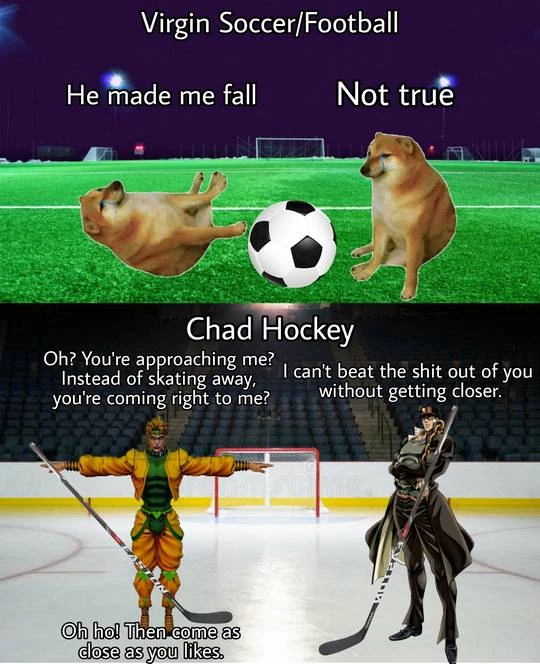 Virgin Soccer/Football
He made me fall
Not true
Chad Hockey
Oh? You're approaching me?
Instead of skating away,
you're coming right to me?
I can't beat the shit out of you
without getting closer.
EASTON
Oh ho! Then come as
close as you likes.